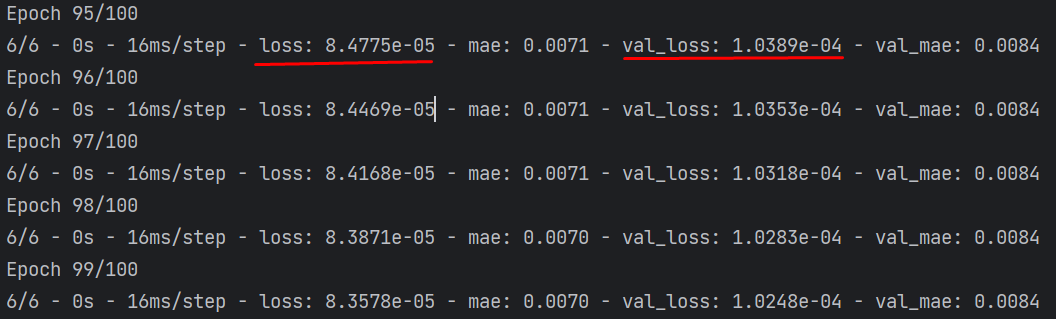 Epoch 95/100
6/6 - 0s - 16ms/step - loss: 8.4775e-05 - mae: 0.0071 - val_loss: 1.0389e-04 - val_mae: 0.0084
Epoch 96/100
6/6 - 0s - 16ms/step - loss: 8.4469e-05 - mae: 0.0071 - val_loss: 1.0353e-04 - val_mae: 0.0084
Epoch 97/100
6/6 - 0s - 16ms/step - loss: 8.4168e-05 - mae: 0.0071 - val_loss: 1.0318e-04 - val_mae: 0.0084
Epoch 98/100
6/6 - 0s - 16ms/step - loss: 8.3871e-05 - mae: 0.0070 - val_loss: 1.0283e-04 - val_mae: 0.0084
Epoch 99/100
6/6 - 0s - 16ms/step - loss: 8.3578e-05 - mae: 0.0070 - val_loss: 1.0248e-04 - val_mae: 0.0084